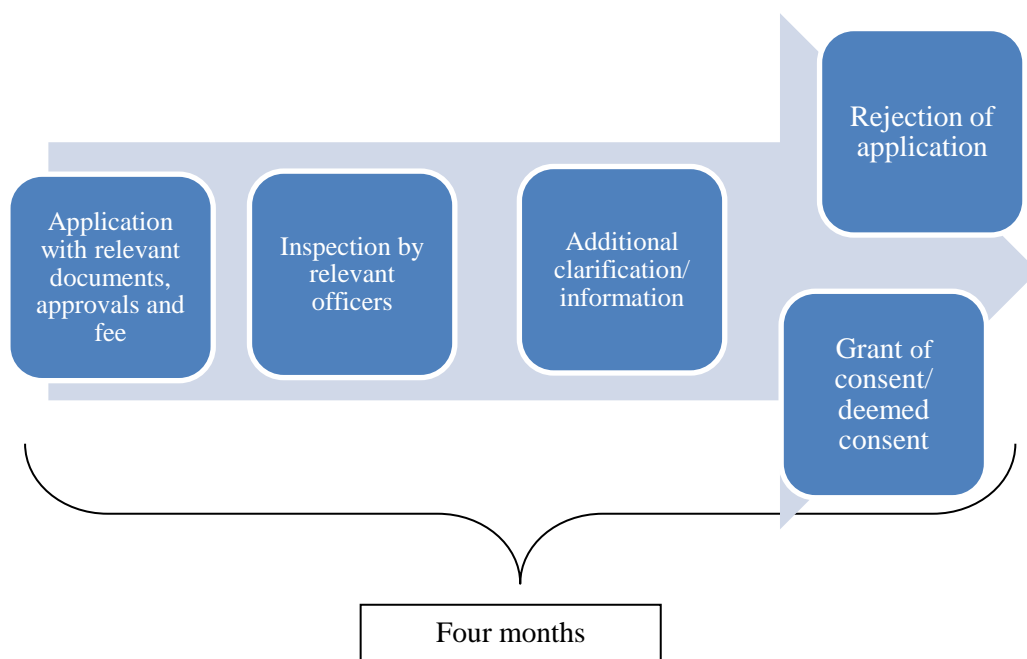 Application
with relevant
documents,
approvals and
fee
Inspection by
relevant
officers
Additional
clarification/
information
Rejection of
application
Grant of
consent/
deemed
consent
Four months